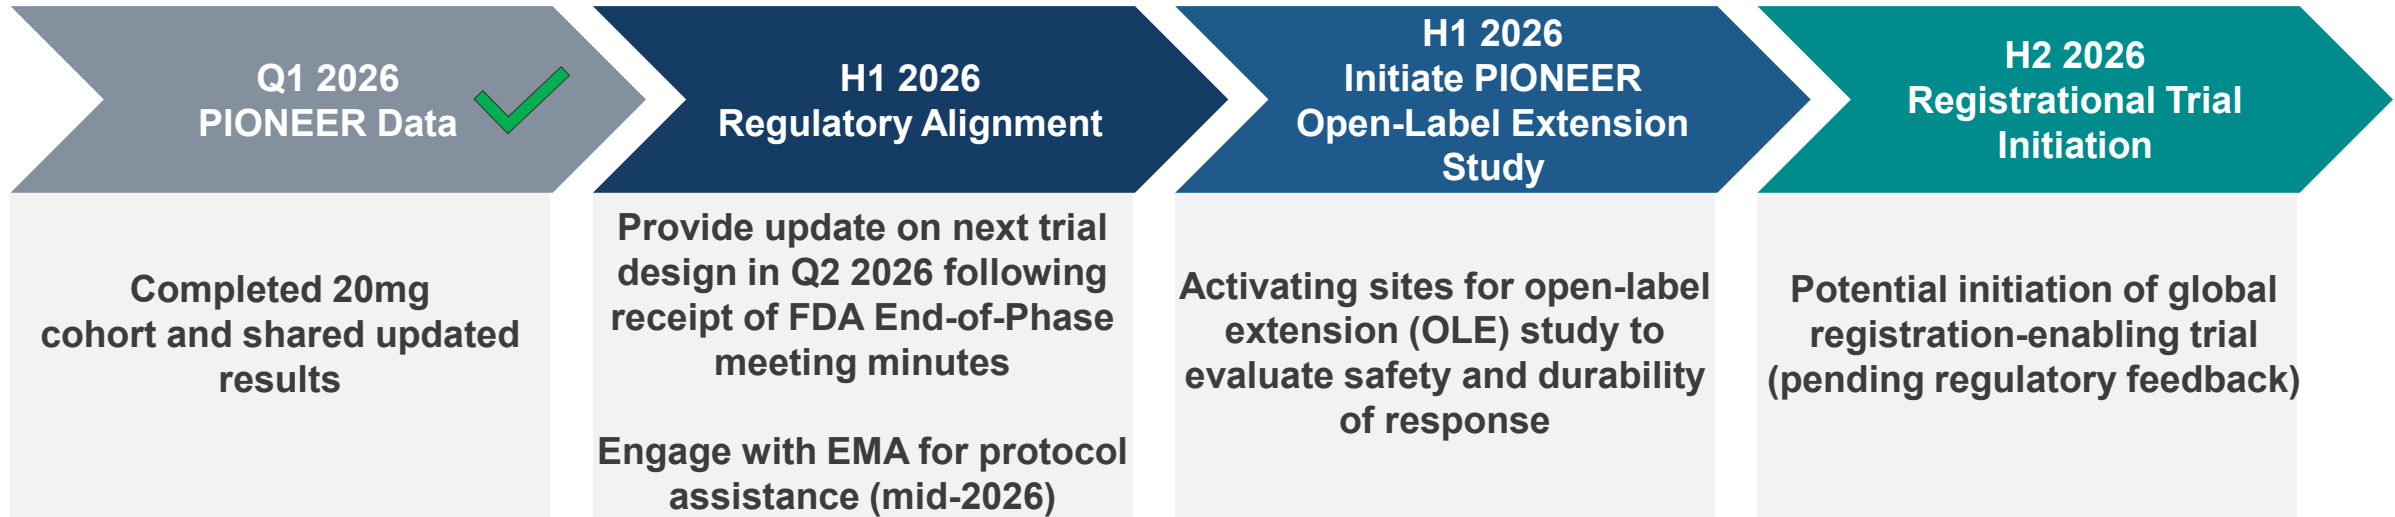 Q1 2026
PIONEER Data
Completed 20mg
cohort and shared updated
results
H1 2026
Regulatory Alignment
Provide update on next trial
design in Q2 2026 following
receipt of FDA End-of-Phase
meeting minutes
Engage with EMA for protocol
assistance (mid-2026)
H1 2026
Initiate PIONEER
Open-Label Extension
Study
Activating sites for open-label
extension (OLE) study to
evaluate safety and durability
of response
H2 2026
Registrational Trial
Initiation
Potential initiation of global
registration-enabling trial
(pending regulatory feedback)